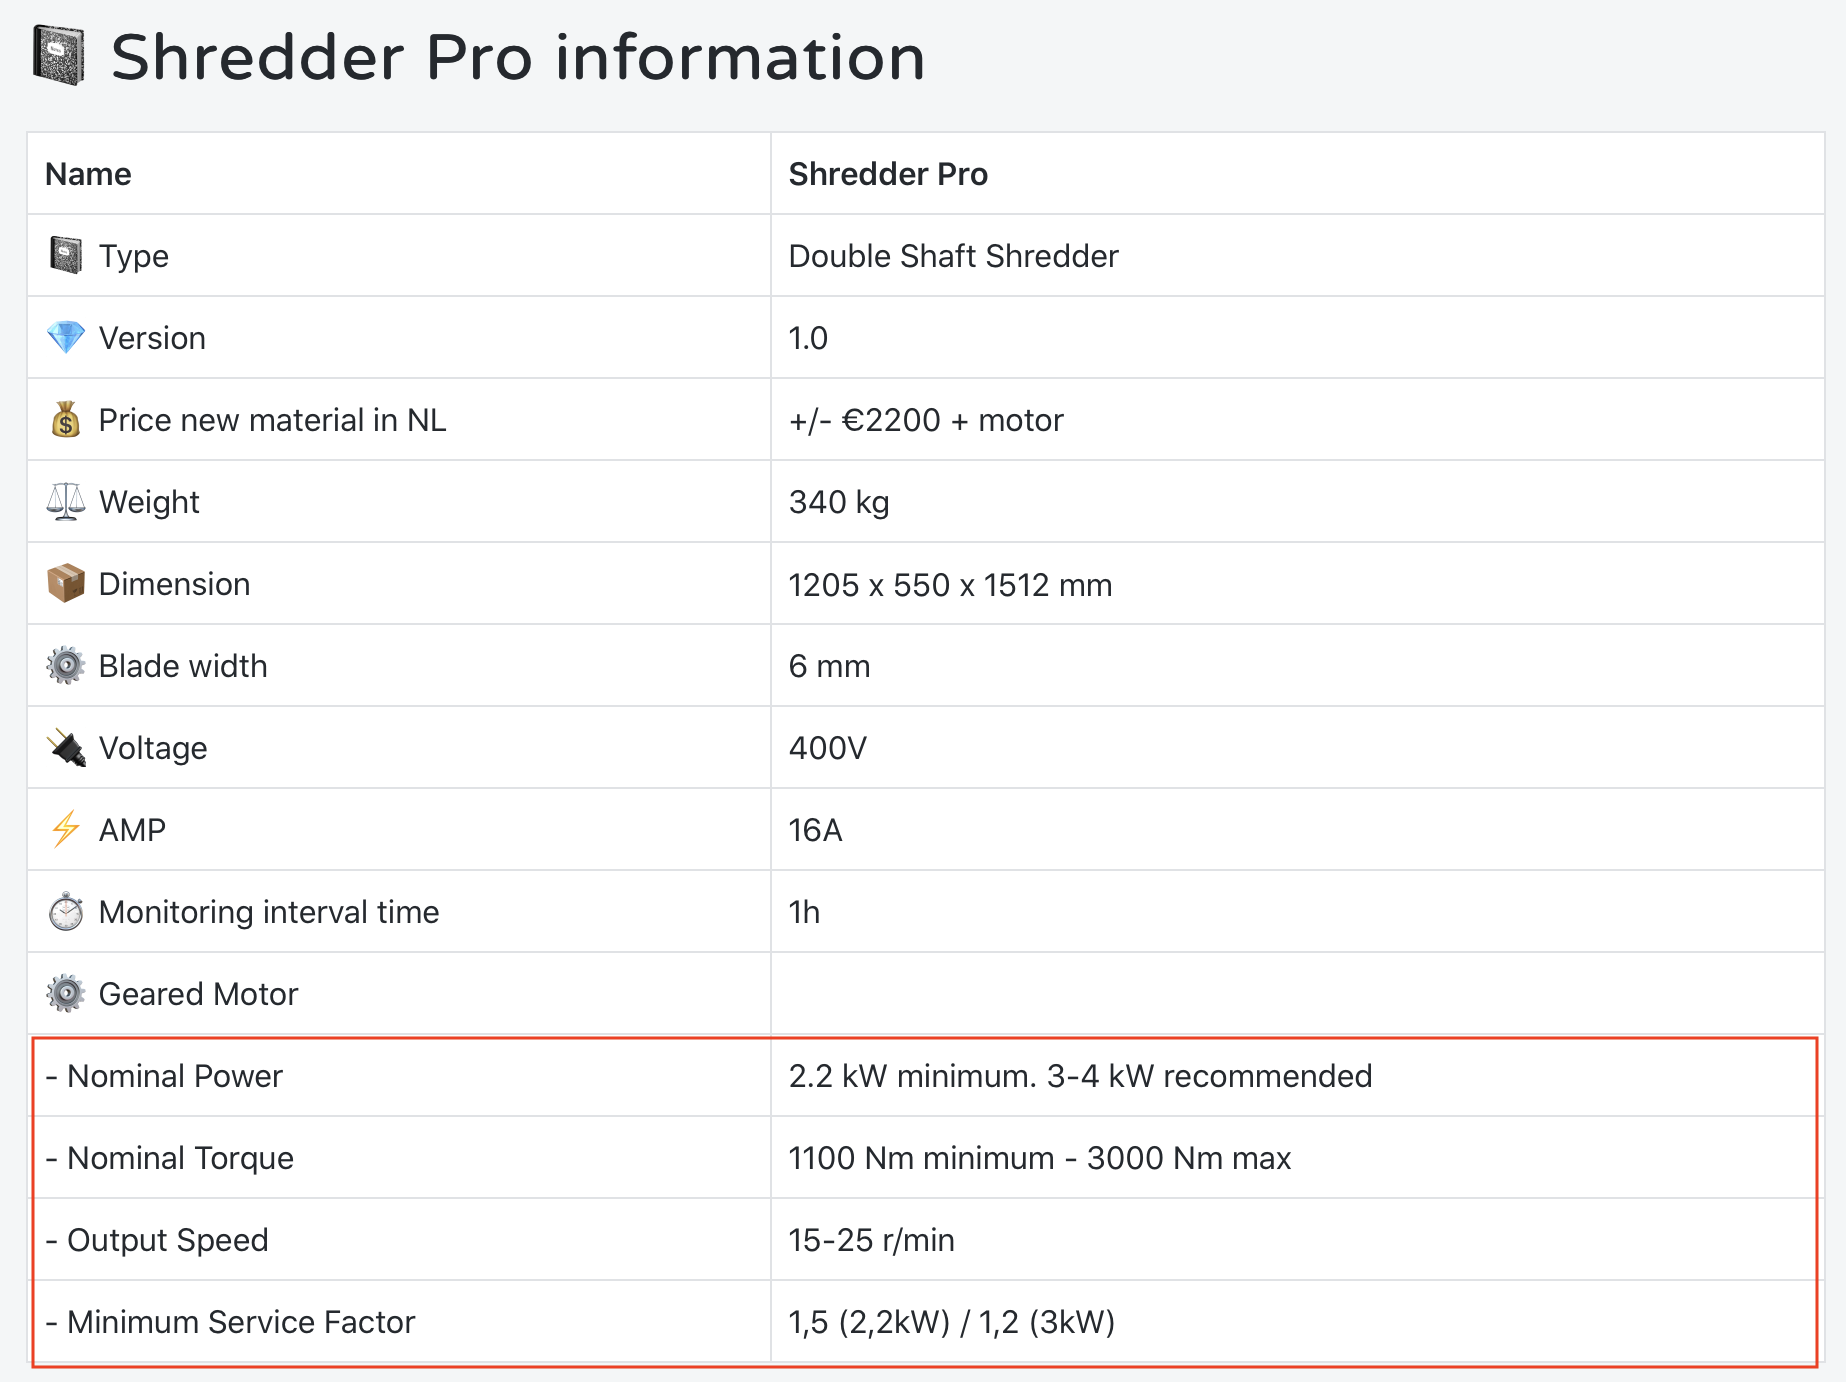 Shredder Pro information
Name Shredder Pro
Type Double Shaft Shredder
Version 1.0
Price new material in NL +/- €2200 + motor
Weight 340 kg
Dimension 1205 x 550 x 1512 mm
Blade width 6 mm
Voltage 400V
AMP 16A
Monitoring interval time 1h
Geared Motor
- Nominal Power 2.2 kW minimum. 3-4 kW recommended
- Nominal Torque 1100 Nm minimum - 3000 Nm max
- Output Speed 15-25 r/min
- Minimum Service Factor 1,5 (2,2kW) / 1,2 (3kW)